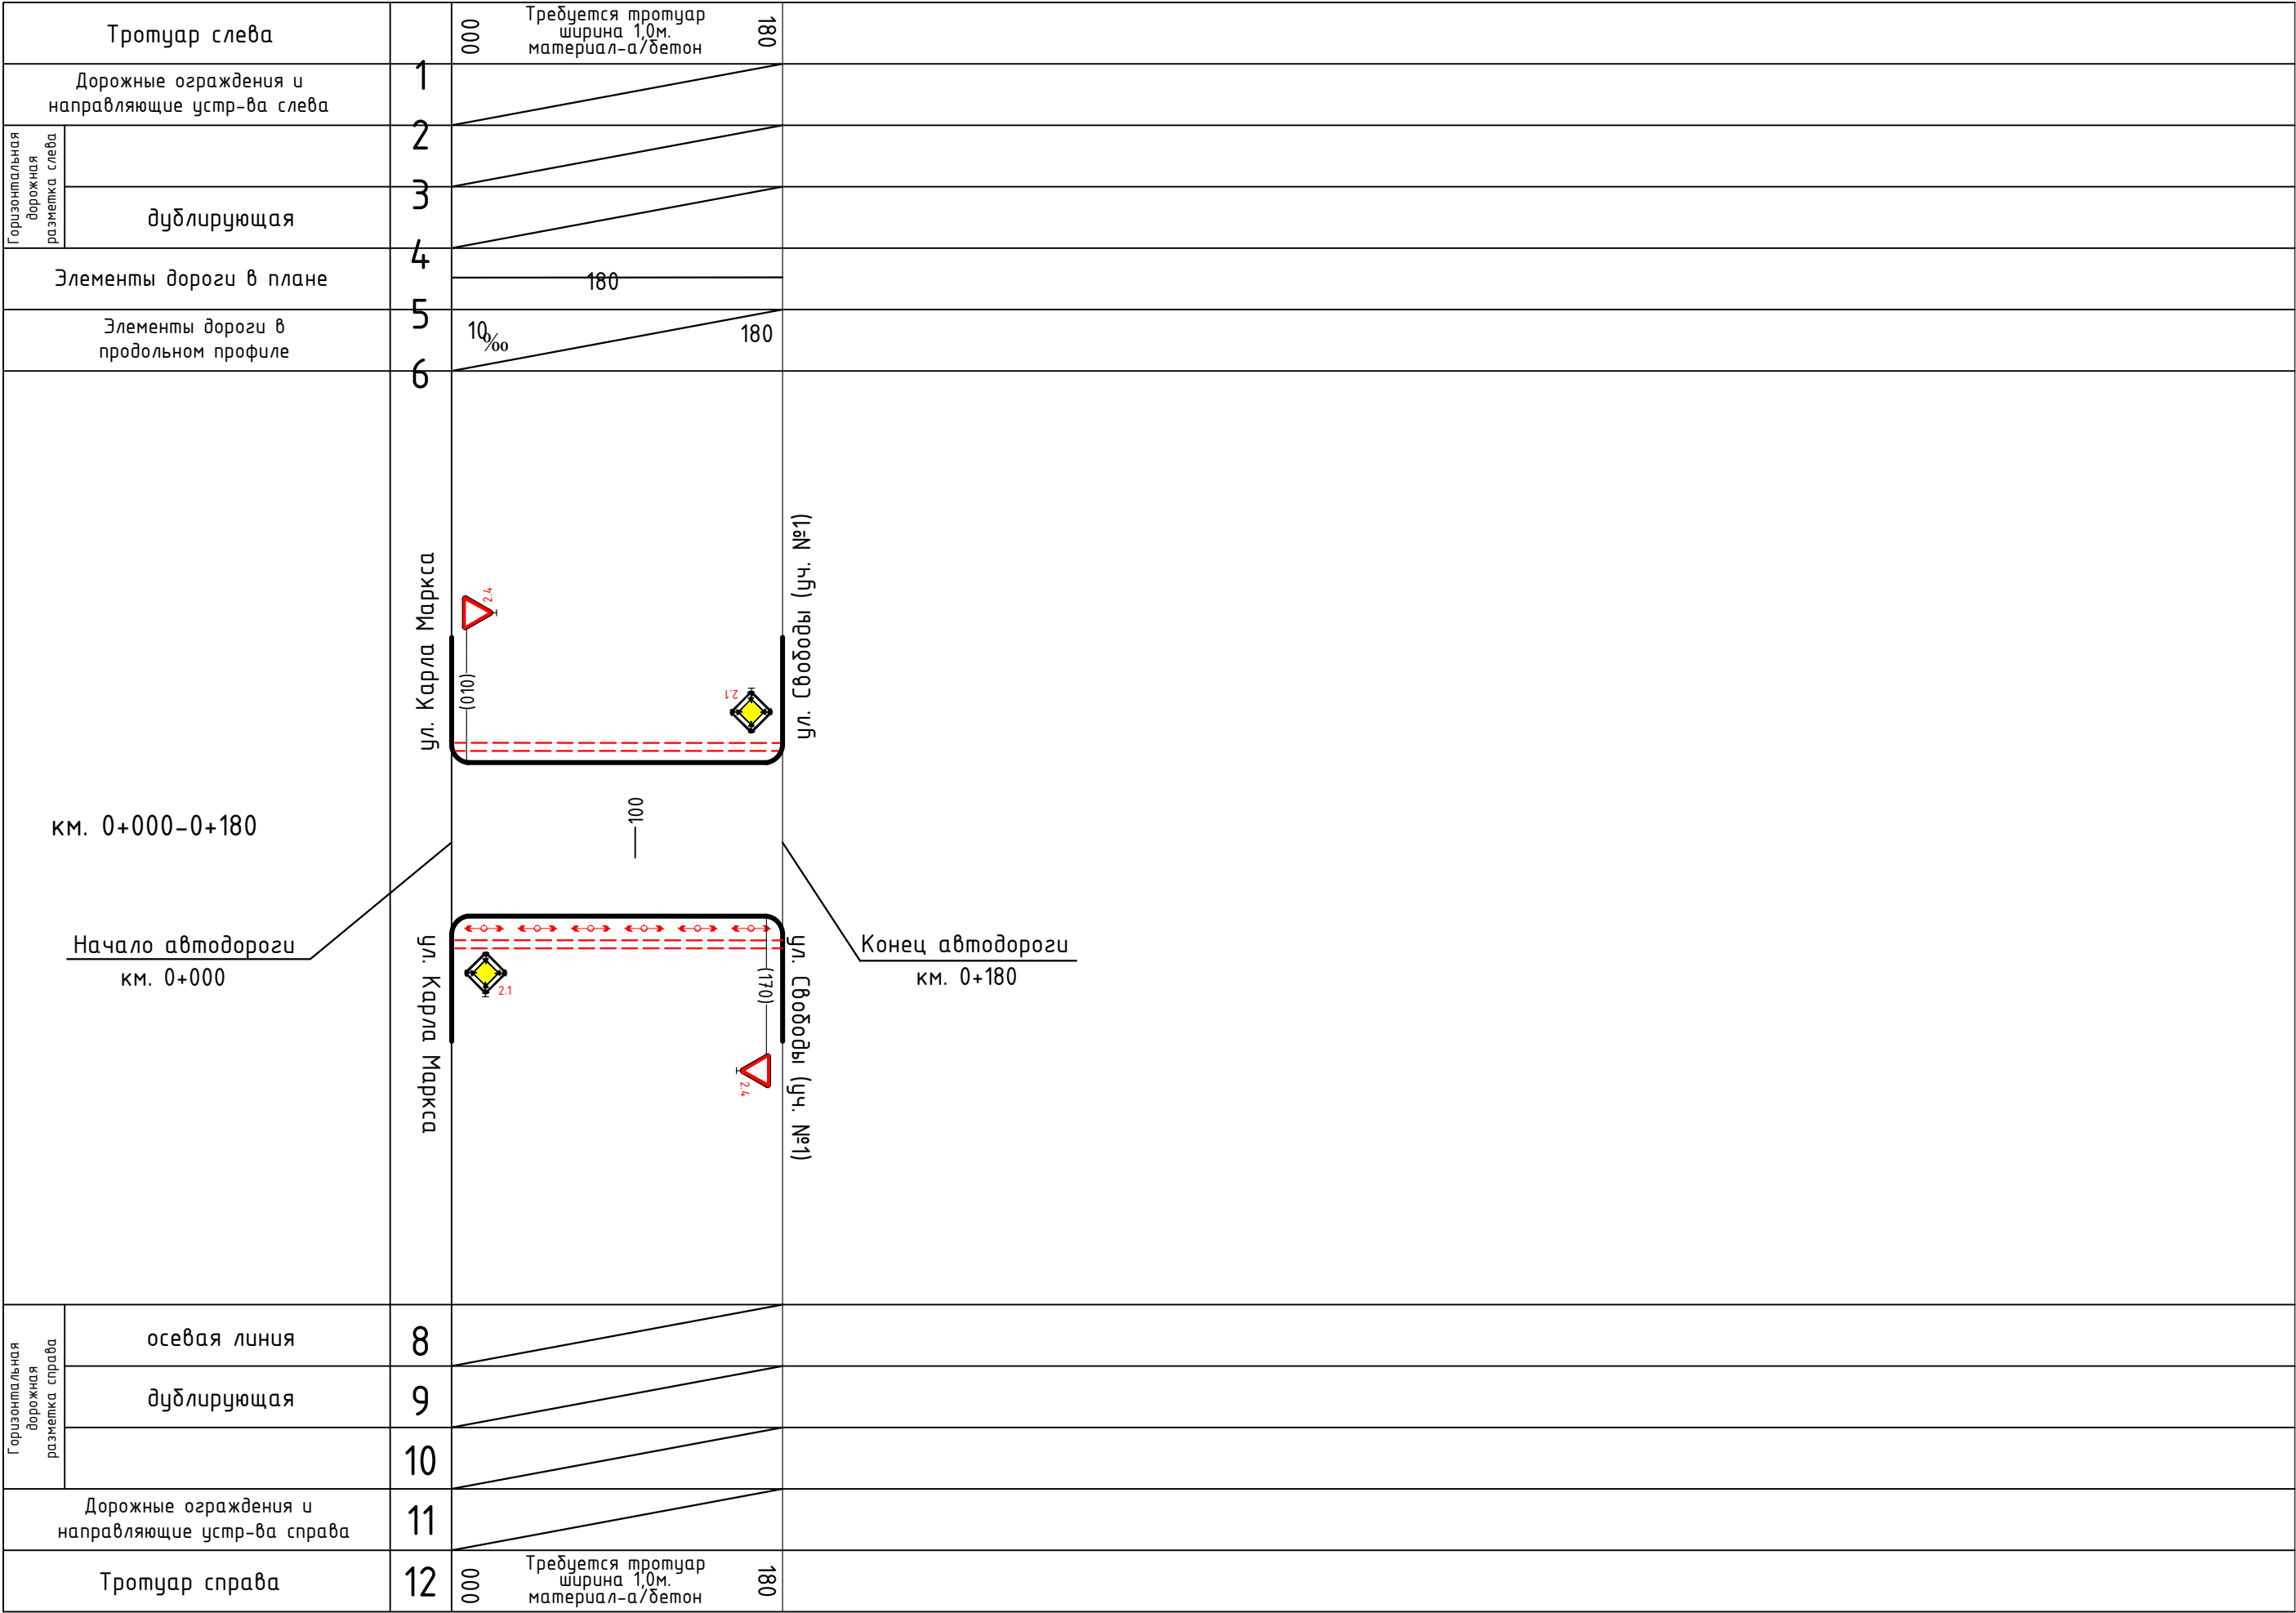 Тротуар слева
000
Требуется тротуар
ширина 1,0м.
материал-а/бетон
180
1
Дорожные ограждения и
направляющие устр-ва слева
2
Горизонтальная
дорожная
разметка слева
3
дублирующая
4
Элементы дороги в плане
180
5
Элементы дороги в
продольном профиле
10‰
180
6
ул. Карла Маркса
2.4
(010)
2.1
ул. Свободы (уч. №1)
100
км. 0+000-0+180
Начало автодороги
км. 0+000
Конец автодороги
км. 0+180
ул. Карла Маркса
2.1
(170)
2.4
ул. Свободы (уч. №1)
Горизонтальная
дорожная
разметка справа
осевая линия
8
дублирующая
9
10
Дорожные ограждения и
направляющие устр-ва справа
11
Тротуар справа
12
000
Требуется тротуар
ширина 1,0м.
материал-а/бетон
180